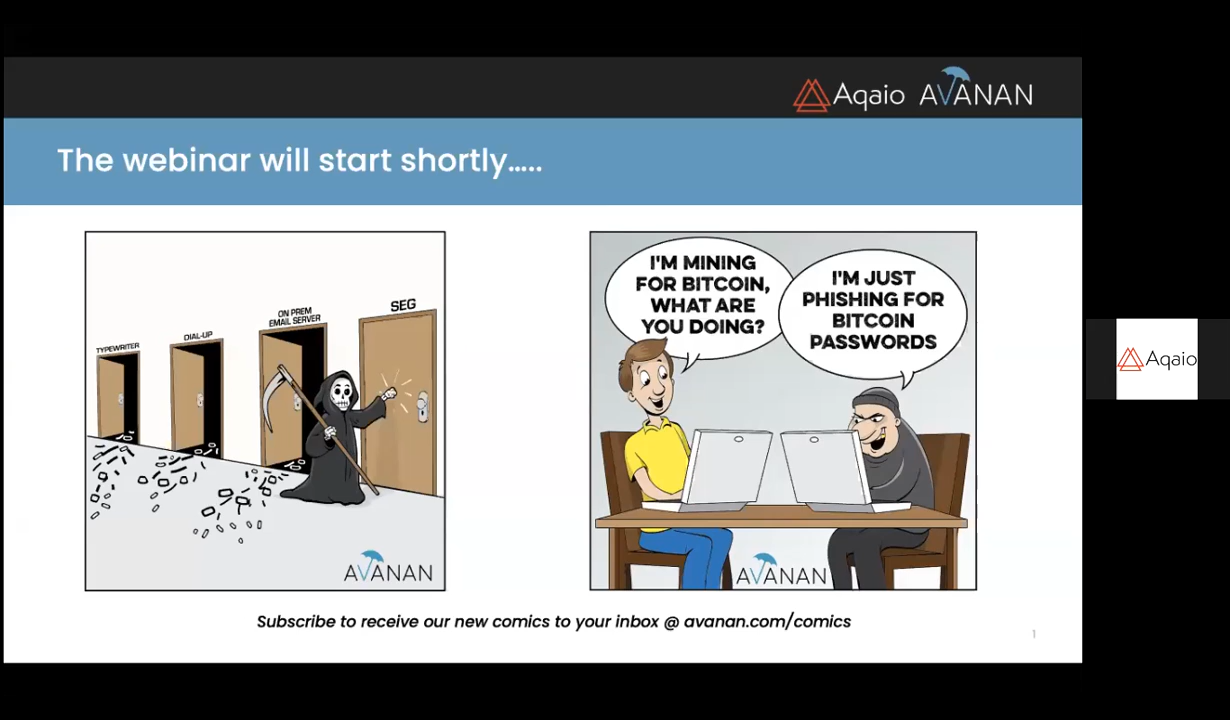 Aqaio AVANAN
The webinar will start shortly.....
TYPEWRITER
DIAL-UP
ON PREM
EMAIL SERVER
SEG
AVANAN
I'M MINING
FOR BITCOIN,
WHAT ARE
YOU DOING?
I'M JUST
PHISHING FOR
BITCOIN
PASSWORDS
AVANAN
Subscribe to receive our new comics to your inbox @ avanan.com/comics
1
Aqaio